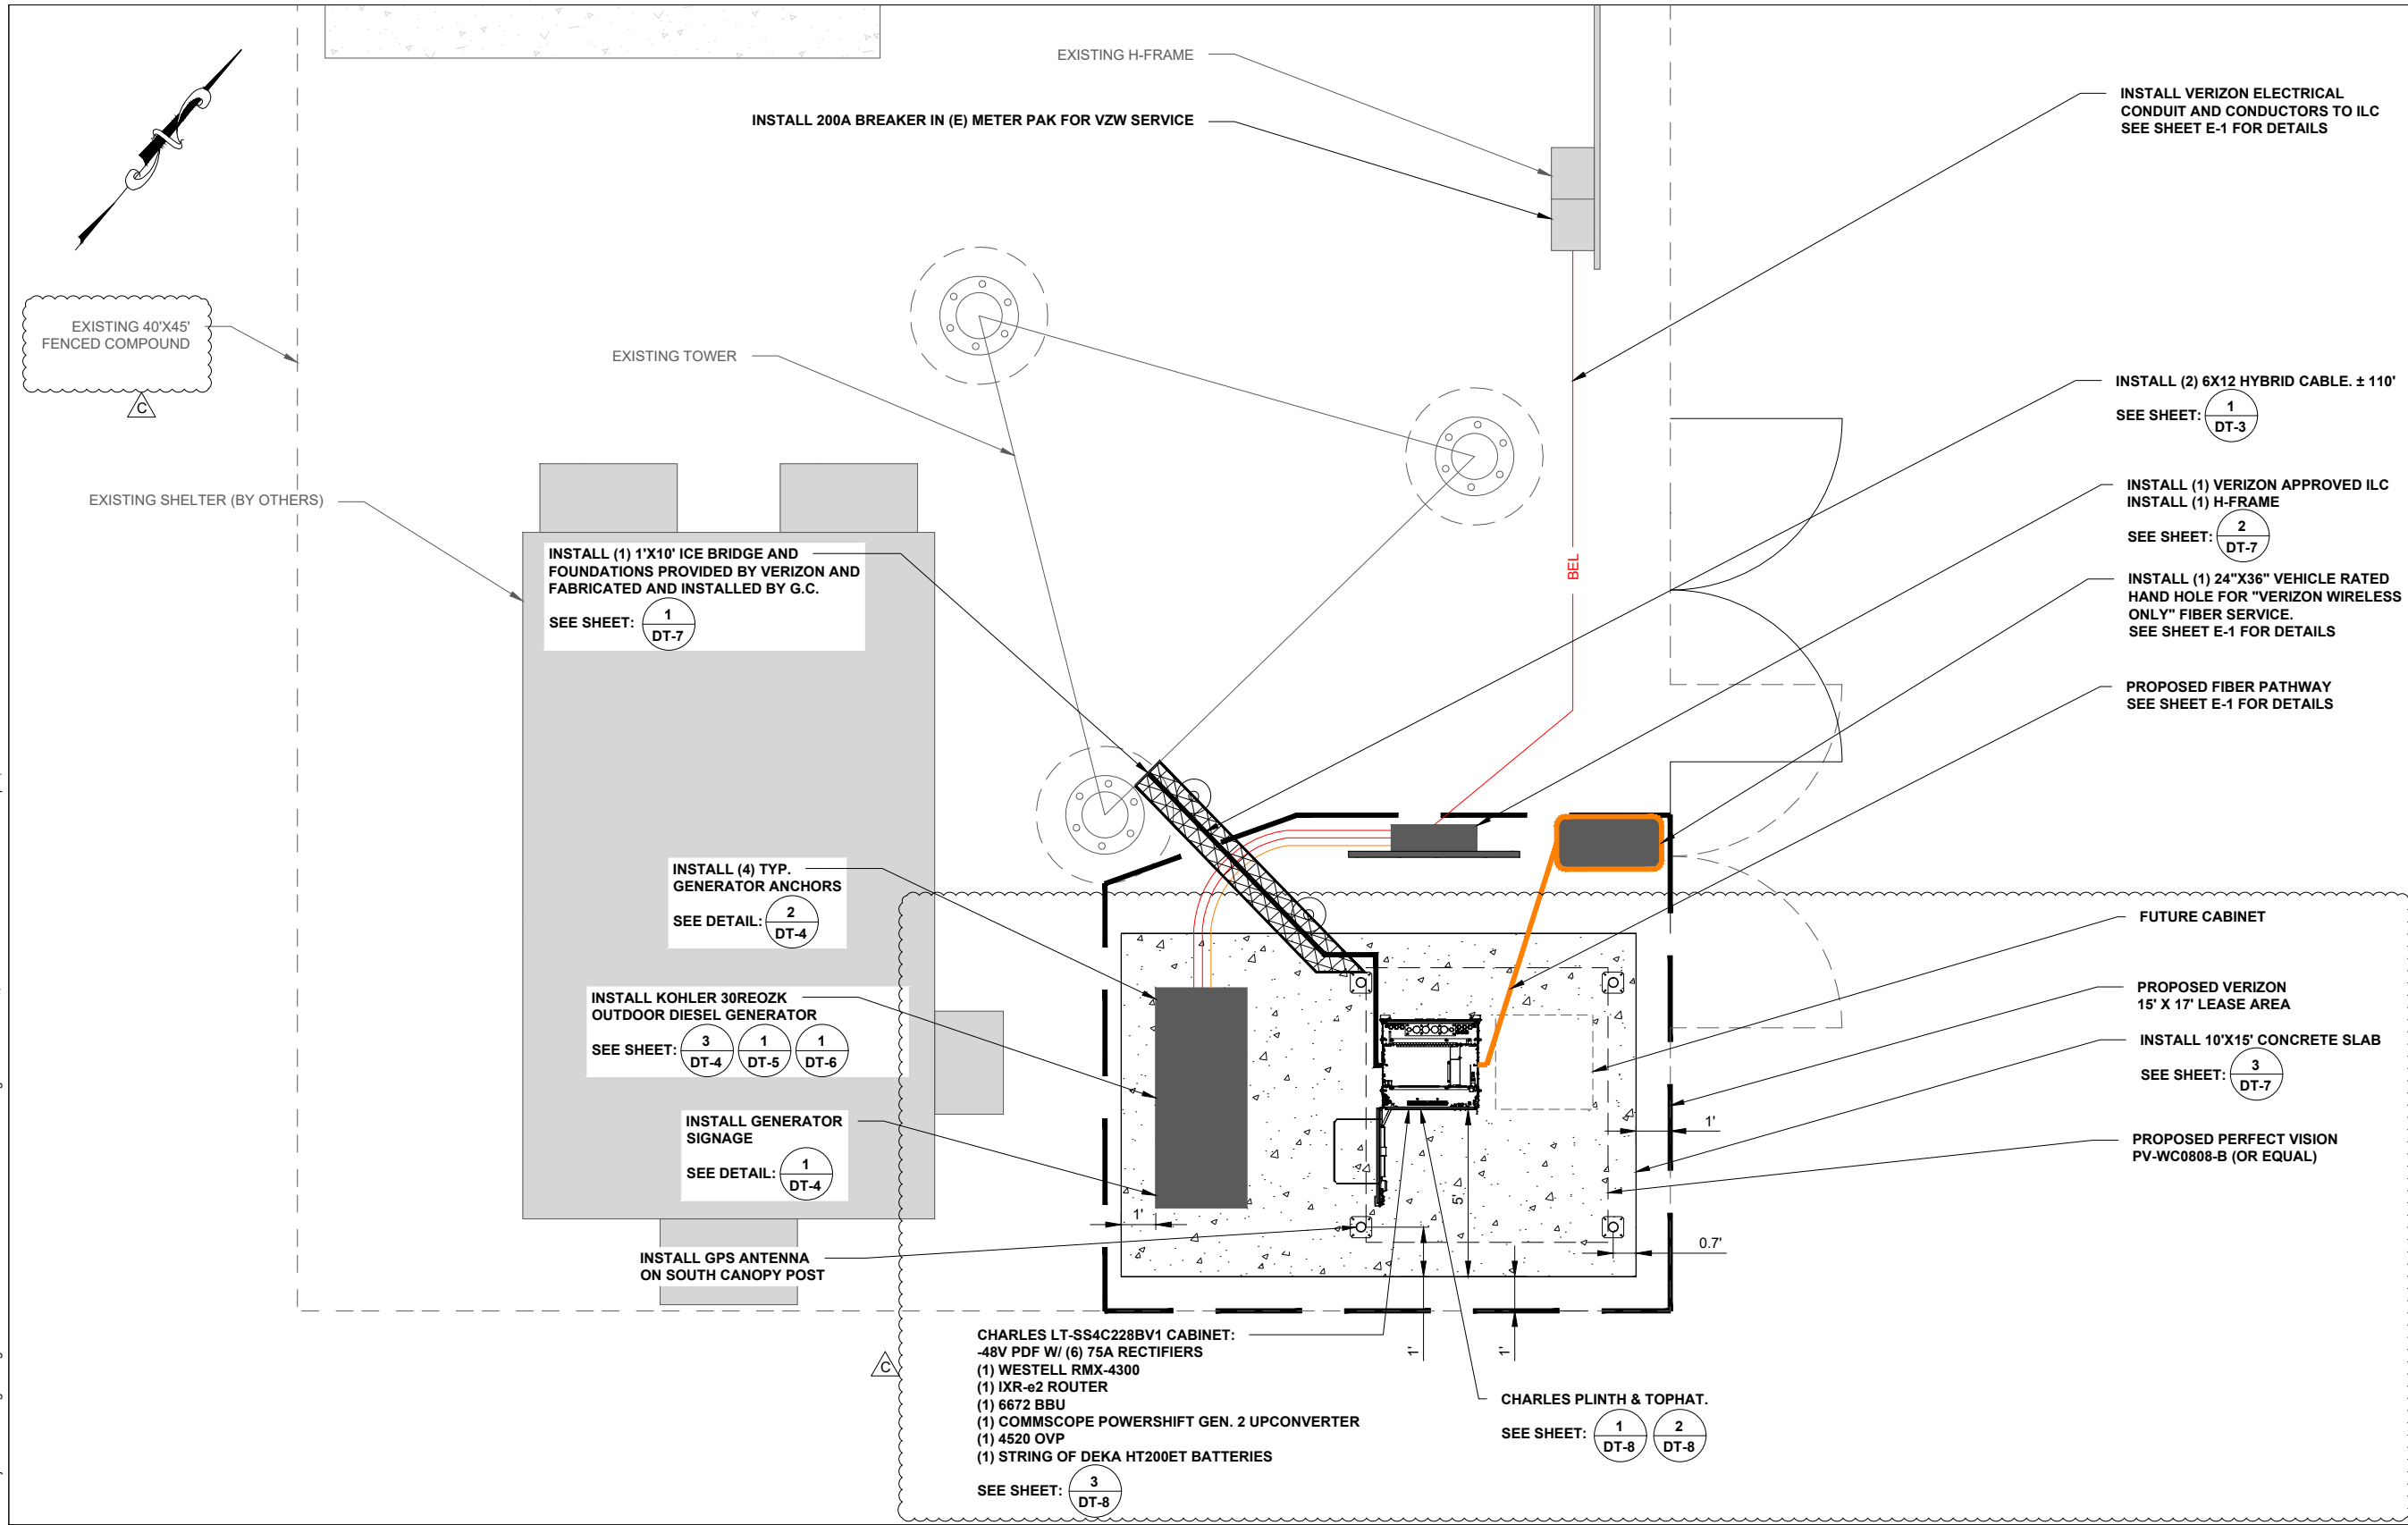 EXISTING H-FRAME
INSTALL 200A BREAKER IN (E) METER PAK FOR VZW SERVICE
INSTALL VERIZON ELECTRICAL
CONDUIT AND CONDUCTORS TO ILC
SEE SHEET E-1 FOR DETAILS
EXISTING 40'X45'
FENCED COMPOUND
C
EXISTING TOWER
EXISTING SHELTER (BY OTHERS)
INSTALL (2) 6X12 HYBRID CABLE. ± 110'
SEE SHEET: 1
DT-3
INSTALL (1) VERIZON APPROVED ILC
INSTALL (1) H-FRAME
SEE SHEET: 2
DT-7
INSTALL (1) 24"X36" VEHICLE RATED
HAND HOLE FOR "VERIZON WIRELESS
ONLY" FIBER SERVICE.
SEE SHEET E-1 FOR DETAILS
PROPOSED FIBER PATHWAY
SEE SHEET E-1 FOR DETAILS
BEL
INSTALL (1) 1'X10' ICE BRIDGE AND
FOUNDATIONS PROVIDED BY VERIZON AND
FABRICATED AND INSTALLED BY G.C.
SEE SHEET: 1
DT-7
INSTALL (4) TYP.
GENERATOR ANCHORS
SEE DETAIL: 2
DT-4
INSTALL KOHLER 30REOZK
OUTDOOR DIESEL GENERATOR
SEE SHEET: 3 1 1
DT-4 DT-5 DT-6
INSTALL GENERATOR
SIGNAGE
SEE DETAIL: 1
DT-4
INSTALL GPS ANTENNA
ON SOUTH CANOPY POST
FUTURE CABINET
PROPOSED VERIZON
15' X 17' LEASE AREA
INSTALL 10'X15' CONCRETE SLAB
SEE SHEET: 3
DT-7
PROPOSED PERFECT VISION
PV-WC0808-B (OR EQUAL)
1'
1'
5'
0.7'
1'
1'
C
CHARLES LT-SS4C228BV1 CABINET:
-48V PDF W/ (6) 75A RECTIFIERS
(1) WESTELL RMX-4300
(1) IXR-e2 ROUTER
(1) 6672 BBU
(1) COMMSCOPE POWERSHIFT GEN. 2 UPCONVERTER
(1) 4520 OVP
(1) STRING OF DEKA HT200ET BATTERIES
SEE SHEET: 3
DT-8
CHARLES PLINTH & TOPHAT.
SEE SHEET: 1 2
DT-8 DT-8